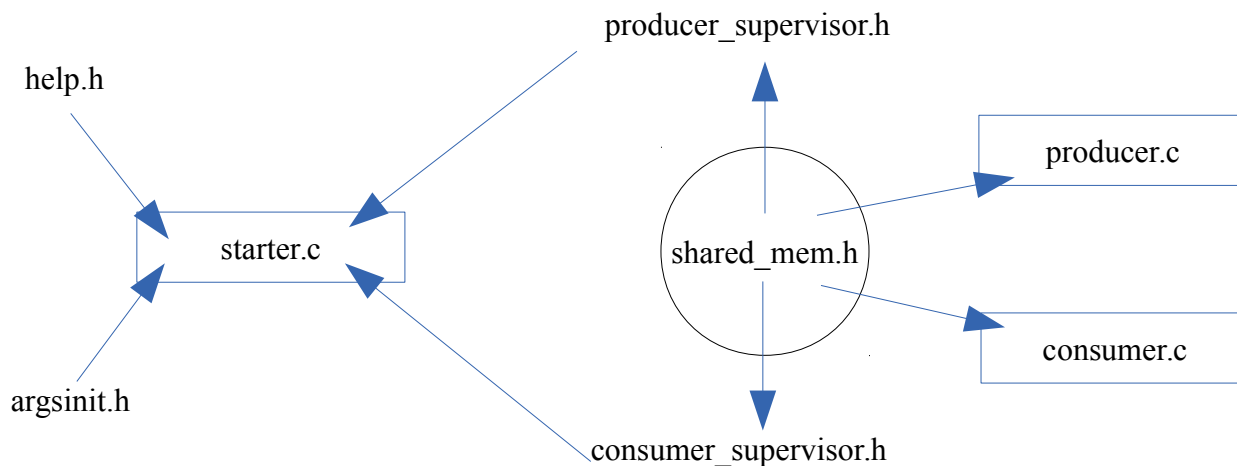 producer_supervisor.h
help.h
producer.c
starter.c
shared_mem.h
consumer.c
argsinit.h
consumer_supervisor.h